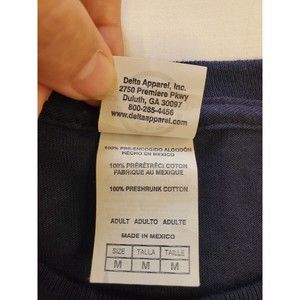 Delta Apparel, Inc.
2750 Premiere Pkwy
Duluth, GA 30097
800-285-4456
www.deltaapparel.com
100% PRE-ENCOGIDO ALGODÓN
HECHO EN MEXICO
100% PRÉRÉTRÉCI COTON
FABRIQUE AU MEXIQUE
100% PRESHRUNK COTTON
ADULT ADULTO ADULTE
MADE IN MEXICO
SIZE TALLA TAILLE
M M M